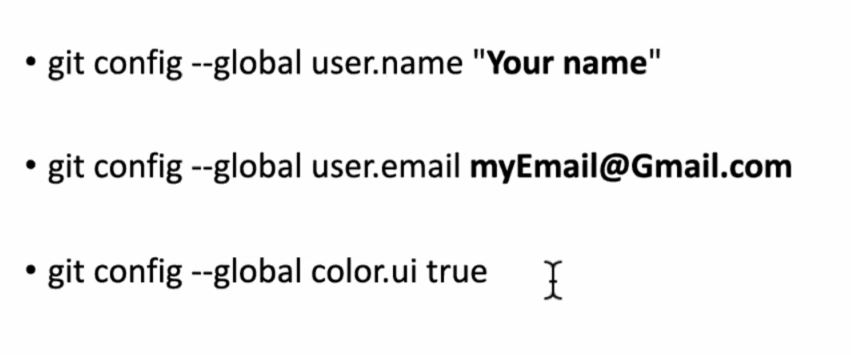 • git config --global user.name "Your name"
• git config --global user.email myEmail@Gmail.com
• git config --global color.ui true